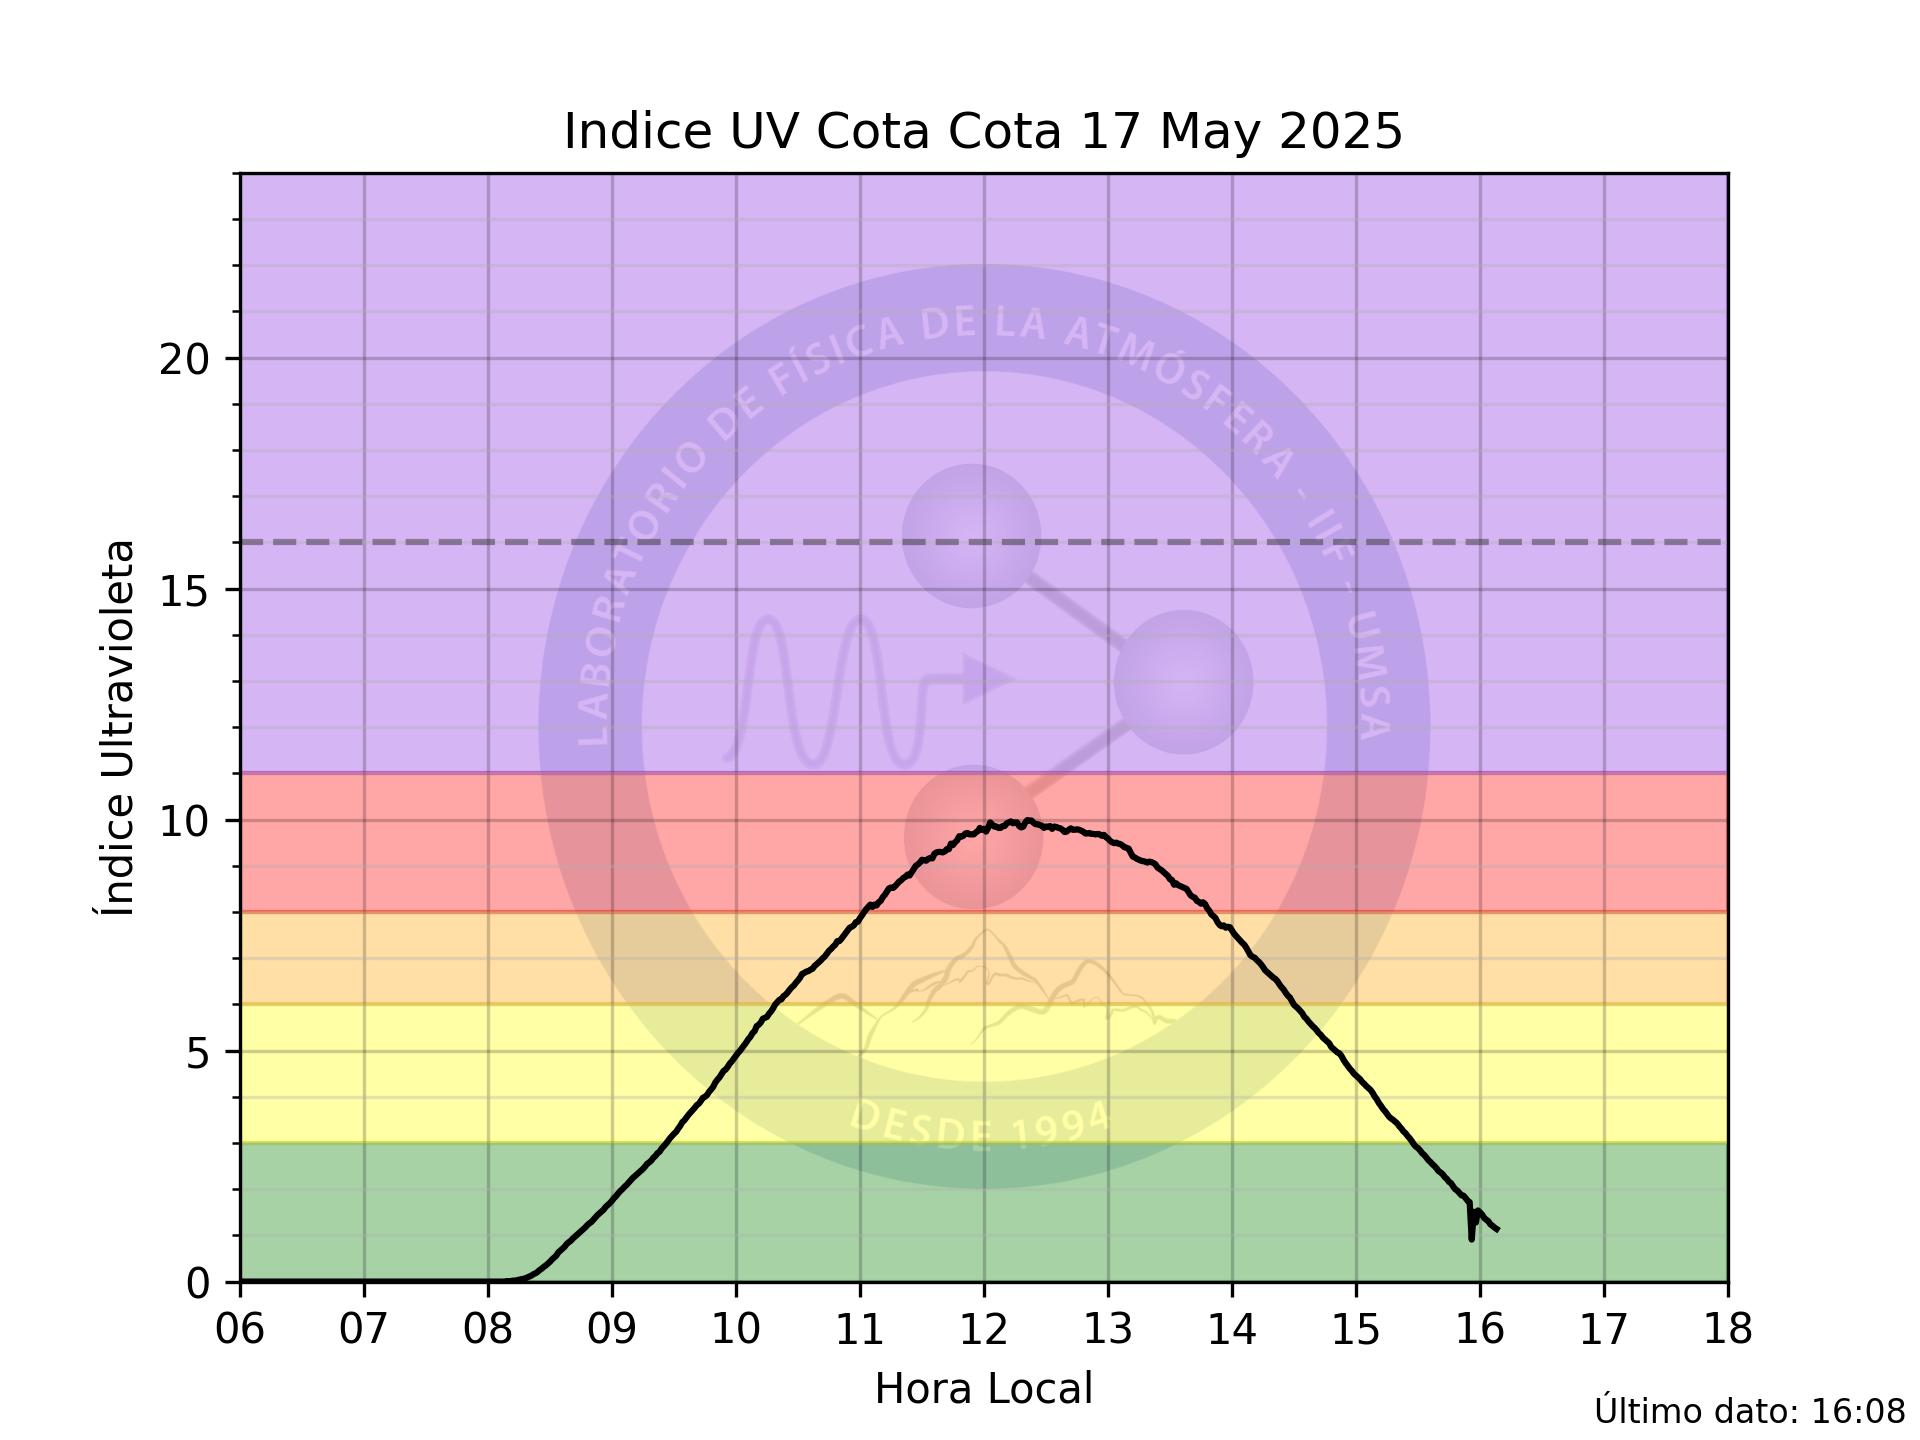 Indice UV Cota Cota 17 May 2025
LABORATORIO DE FÍSICA DE LA ATMÓSFERA - IIF - UMSA
DESDE 1994
Índice Ultravioleta
20
15
10
5
0
06 07 08 09 10 11 12 13 14 15 16 17 18
Hora Local
Último dato: 16:08